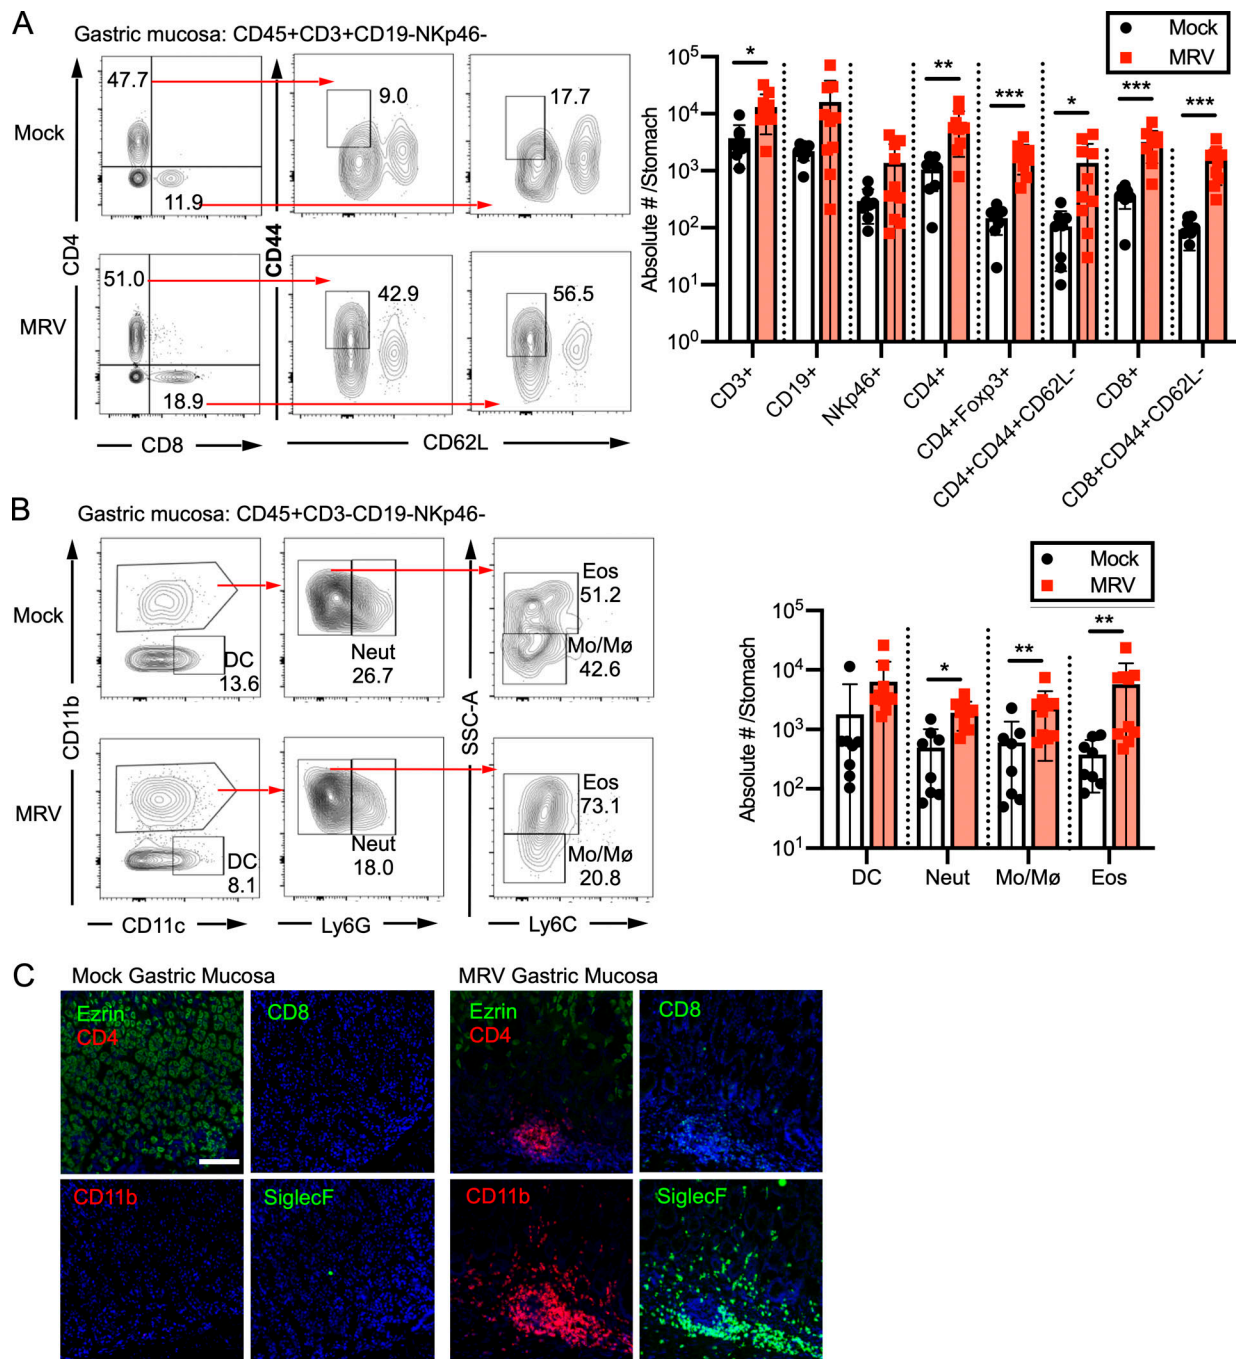 A
Gastric mucosa: CD45+CD3+CD19-NKp46-
CD4
CD44
Mock
47.7
11.9
9.0
17.7
MRV
51.0
18.9
42.9
56.5
CD8
CD62L
Mock
MRV
Absolute # /Stomach
10^5
10^4
10^3
10^2
10^1
10^0
*
**
***
*
***
***
CD3+
CD19+
NKp46+
CD4+
CD4+Foxp3+
CD4+CD44+CD62L-
CD8+
CD8+CD44+CD62L-
B
Gastric mucosa: CD45+CD3-CD19-NKp46-
CD11b
SSC-A
Mock
DC
13.6
Neut
26.7
Eos
51.2
Mo/Mø
42.6
MRV
DC
8.1
Neut
18.0
Eos
73.1
Mo/Mø
20.8
CD11c
Ly6G
Ly6C
Mock
MRV
Absolute # /Stomach
10^5
10^4
10^3
10^2
10^1
*
**
**
DC
Neut
Mo/Mø
Eos
C
Mock Gastric Mucosa
MRV Gastric Mucosa
Ezrin
CD4
CD8
Ezrin
CD4
CD8
CD11b
SiglecF
CD11b
SiglecF